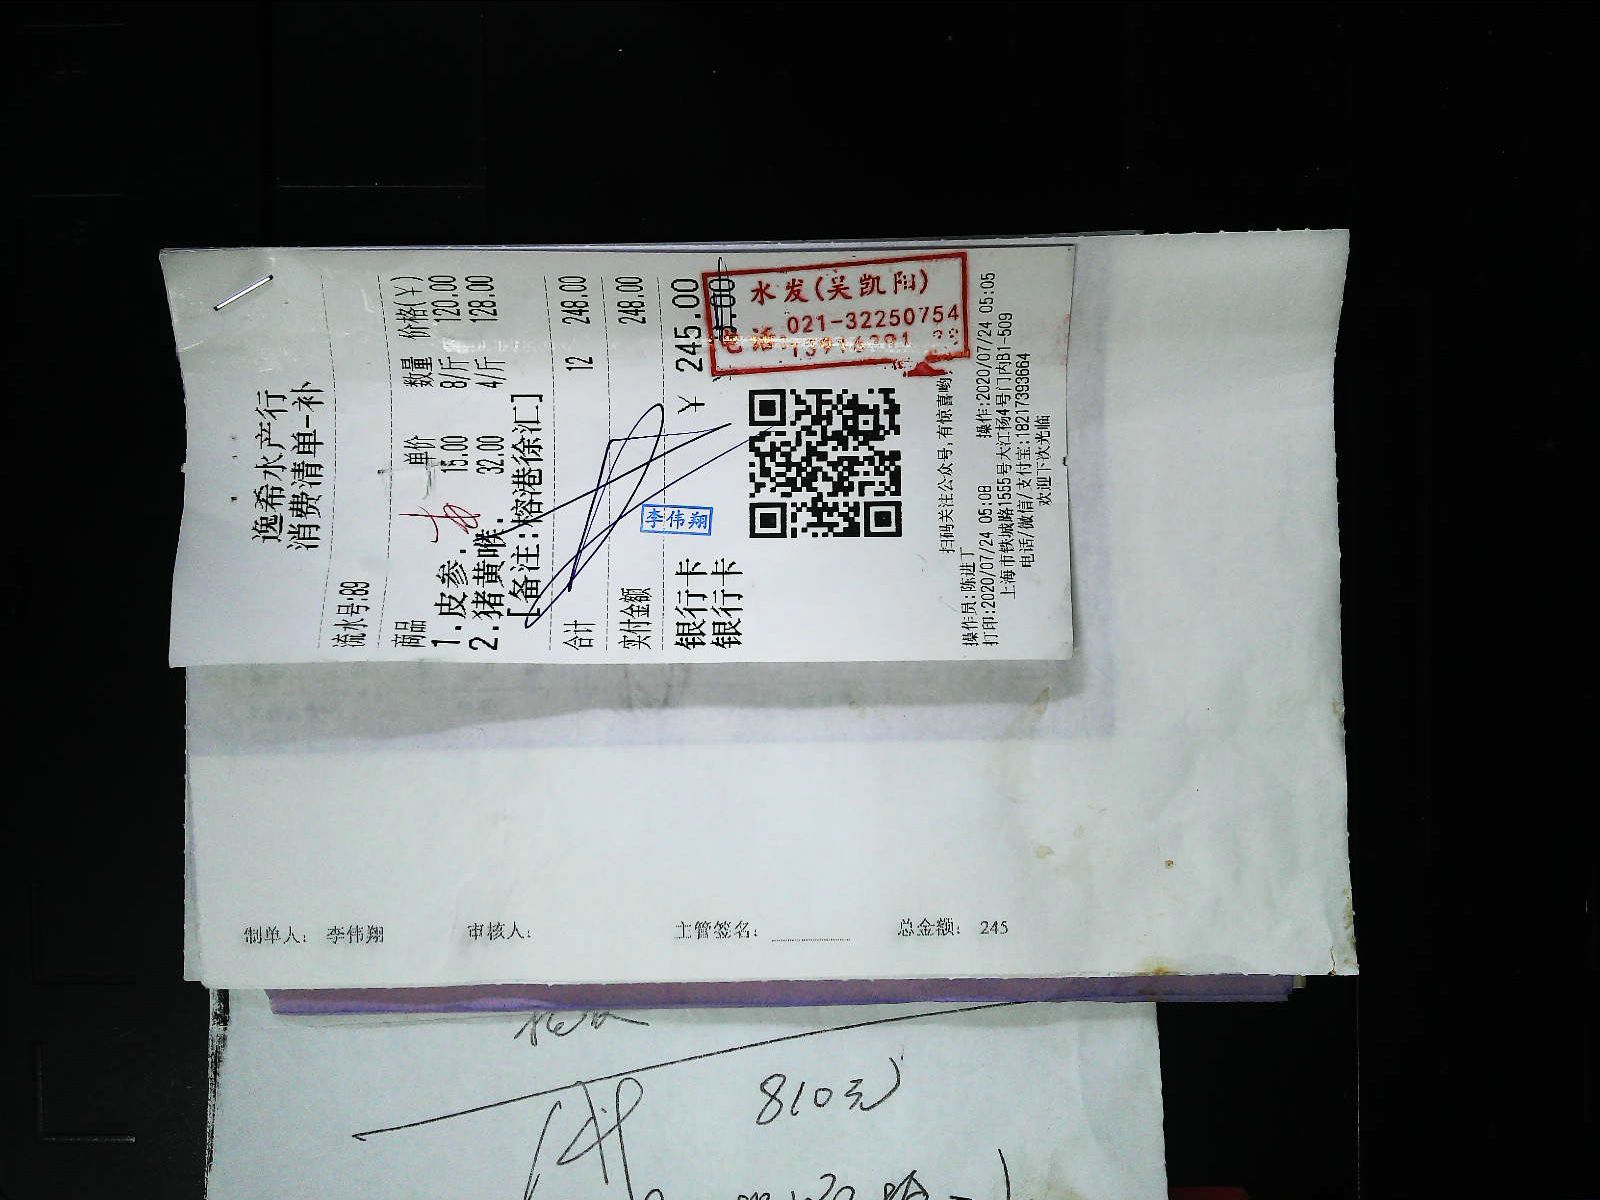 逸希水产行
消费清单-补
流水号:89
商品 单价 数量 价格(¥)
1.皮参. 15.00 8/斤 120.00
2.猪黄喉. 32.00 4/斤 128.00
[备注:榕港徐汇]
合计 12 248.00
实付金额 248.00
银行卡 245.00
银行卡
李伟翔
水发(吴凯阳)
021-32250754
电话:
扫码关注公众号,有惊喜哟
操作员:陈进丁 操作:2020/07/24 05:05
打印:2020/07/24 05:08
上海市铁城路1555号大江杨4号门内B1-509
电话/微信/支付宝:18217393664
欢迎下次光临
制单人: 李伟翔 审核人: 主管签名: 总金额: 245
810元